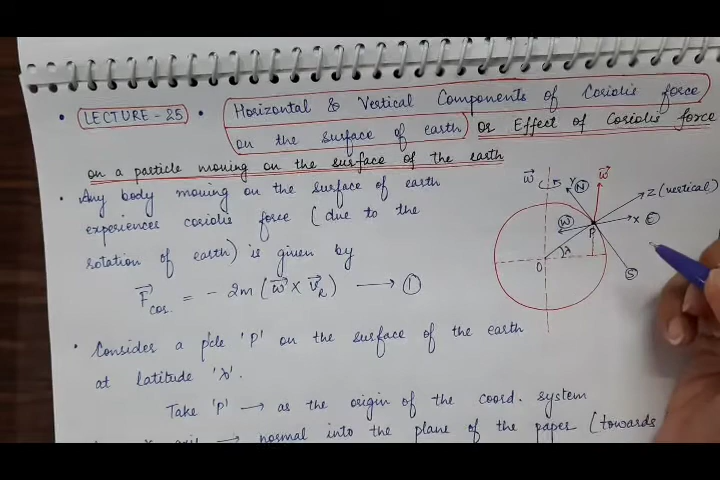 • LECTURE - 25 • Horizontal & Vertical Components of Coriolis force
on the surface of earth or Effect of Coriolis force
on a particle moving on the surface of the earth
• Any body moving on the surface of earth
experiences coriolis force (due to the
rotation of earth) is given by
F⃗cor. = - 2m (ω⃗ × v⃗R) → ①
• Consider a p'cle 'P' on the surface of the earth
at latitude 'λ'.
Take 'P' → as the origin of the coord. system
axis → normal into the plane of the paper (towards
ω⃗
Y N
ω⃗
Z (vertical)
W
X E
P
O
λ
S